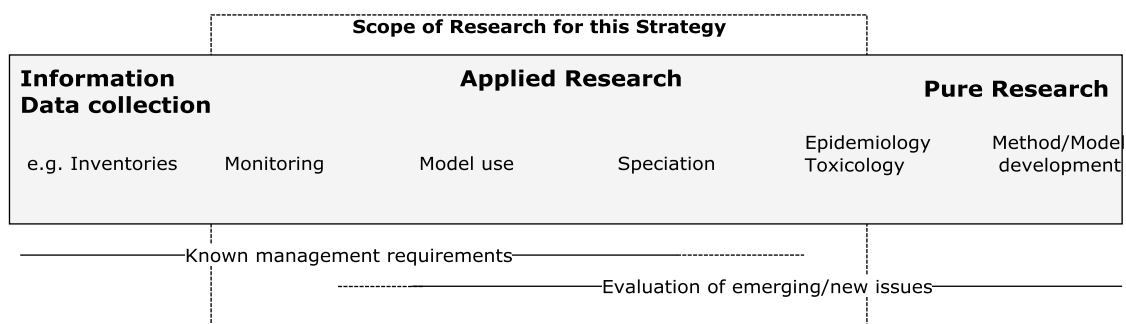 Scope of Research for this Strategy
Information
Data collection
Applied Research
Pure Research
e.g. Inventories
Monitoring
Model use
Speciation
Epidemiology
Toxicology
Method/Model
development
Known management requirements
Evaluation of emerging/new issues